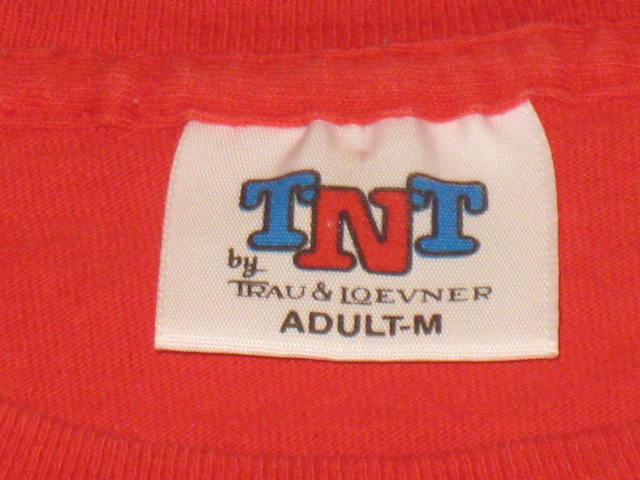 TNT
by
TRAU & LOEVNER
ADULT-M